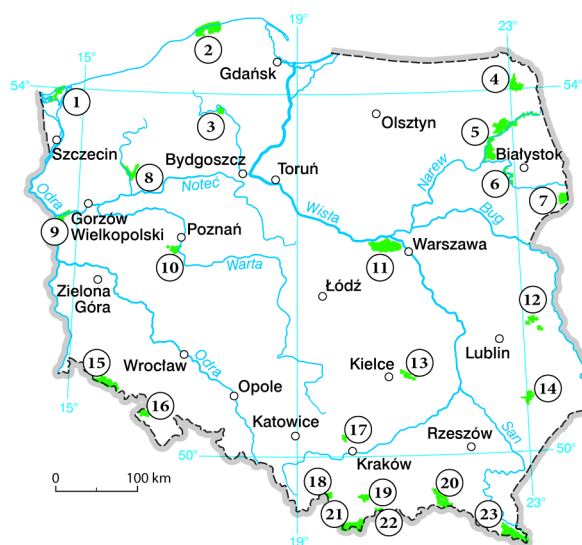 19°
23°
15°
2
Gdańsk
54°
1
4
54°
3
Olsztyn
5
Szczecin
Bydgoszcz
Toruń
Narew
Białystok
8
6
Odra
Noteć
Bug
7
Gorzów
Wielkopolski
9
Wisła
Poznań
10
Warszawa
11
Warta
Zielona
Góra
Łódź
12
Lublin
Wrocław
Odra
15
Kielce
13
14
15°
16
Opole
Katowice
17
Rzeszów
San
50°
Kraków
50°
0
100 km
18
19
20
23°
21
22
23
19°